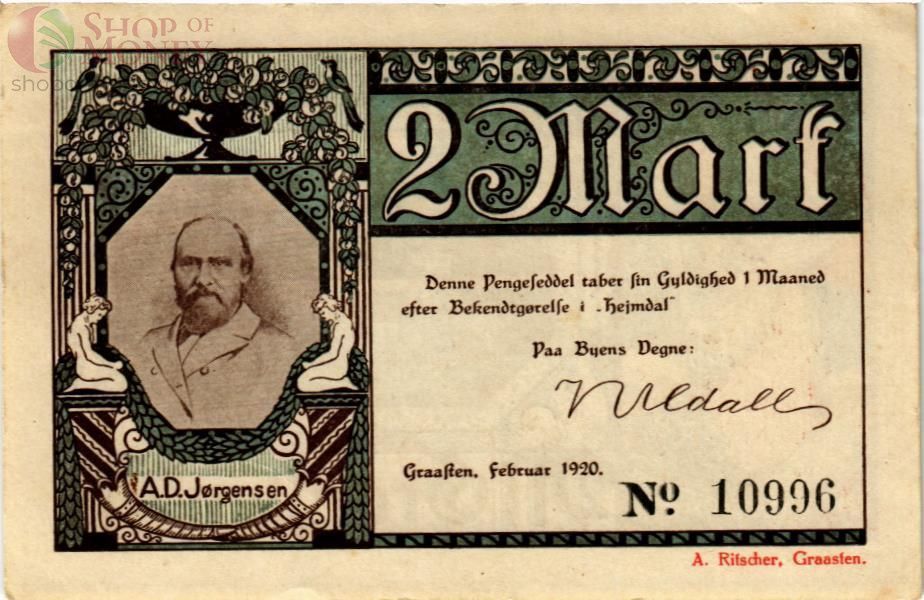 SHOP OF
MONEY
2 Mark
Denne Pengeseddel taber sin Gyldighed 1 Maaned
efter Bekendtgørelse i „Hejmdal"
Paa Byens Vegne:
Graasten, Februar 1920.
A.D. Jørgensen
Nº 10996
A. Ritscher, Graasten.